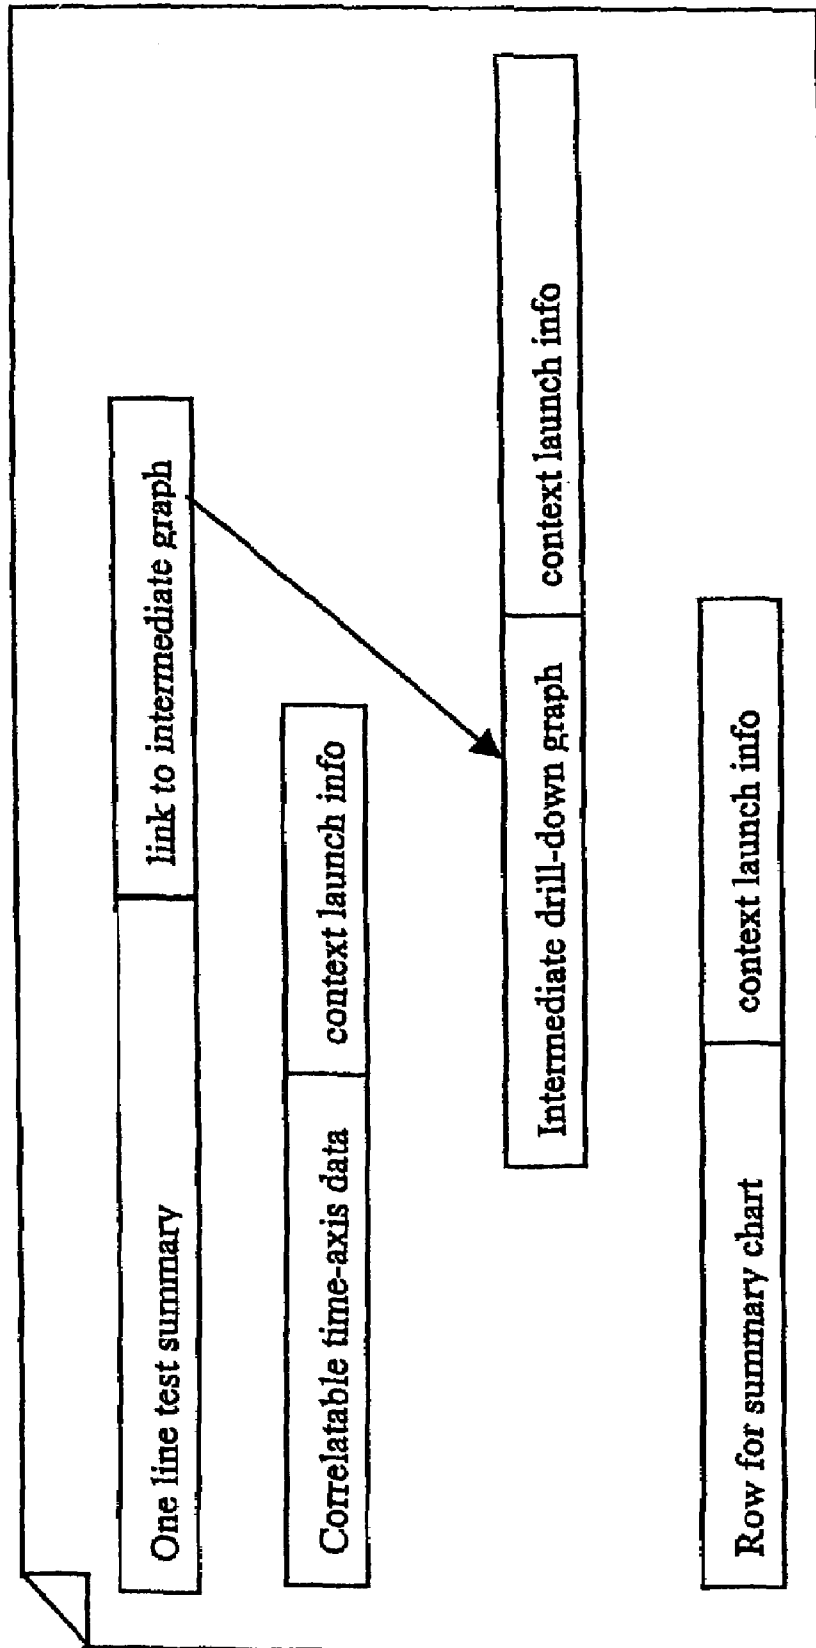 One line test summary
link to intermediate graph
Correlatable time-axis data
context launch info
Intermediate drill-down graph
context launch info
Row for summary chart
context launch info